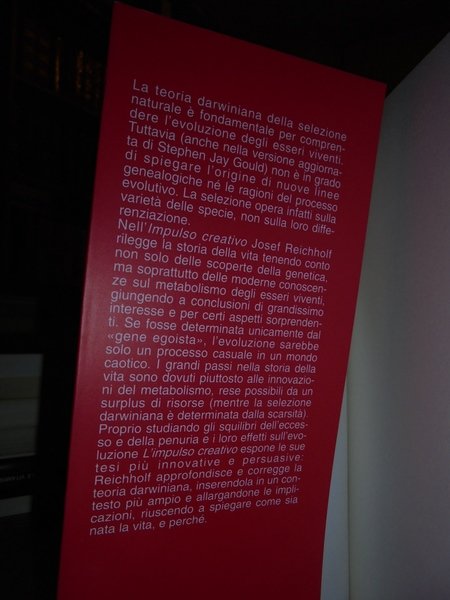 La teoria darwiniana della selezione
naturale è fondamentale per compren-
dere l'evoluzione degli esseri viventi.
Tuttavia (anche nella versione aggiorna-
ta di Stephen Jay Gould) non è in grado
di spiegare l'origine di nuove linee
genealogiche né le ragioni del processo
evolutivo. La selezione opera infatti sulla
varietà delle specie, non sulla loro diffe-
renziazione.
Nell'Impulso creativo Josef Reichholf
rilegge la storia della vita tenendo conto
non solo delle scoperte della genetica,
ma soprattutto delle moderne conoscen-
ze sul metabolismo degli esseri viventi,
giungendo a conclusioni di grandissimo
interesse e per certi aspetti sorprenden-
ti. Se fosse determinata unicamente dal
«gene egoista», l'evoluzione sarebbe
solo un processo casuale in un mondo
caotico. I grandi passi nella storia della
vita sono dovuti piuttosto alle innovazio-
ni del metabolismo, rese possibili da un
surplus di risorse (mentre la selezione
darwiniana è determinata dalla scarsità).
Proprio studiando gli squilibri dell'ecces-
so e della penuria e i loro effetti sull'evo-
luzione L'impulso creativo espone le sue
tesi più innovative e persuasive:
Reichholf approfondisce e corregge la
teoria darwiniana, inserendola in un con-
testo più ampio e allargandone le impli-
cazioni, riuscendo a spiegare come sia
nata la vita, e perché.